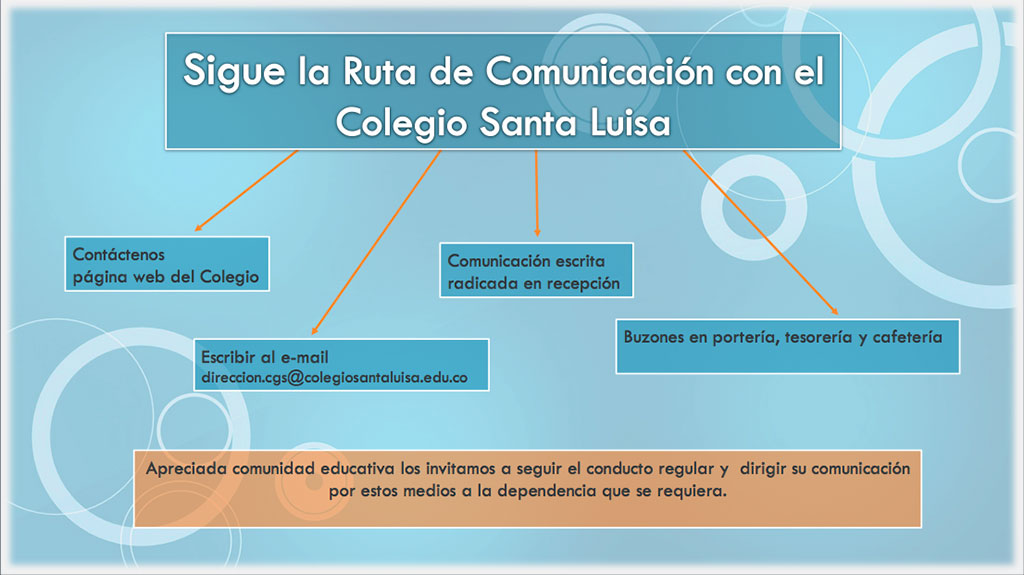 Sigue la Ruta de Comunicación con el
Colegio Santa Luisa
Contáctenos
página web del Colegio
Comunicación escrita
radicada en recepción
Escribir al e-mail
direccion.cgs@colegiosantaluisa.edu.co
Buzones en portería, tesorería y cafetería
Apreciada comunidad educativa los invitamos a seguir el conducto regular y  dirigir su comunicación
por estos medios a la dependencia que se requiera.